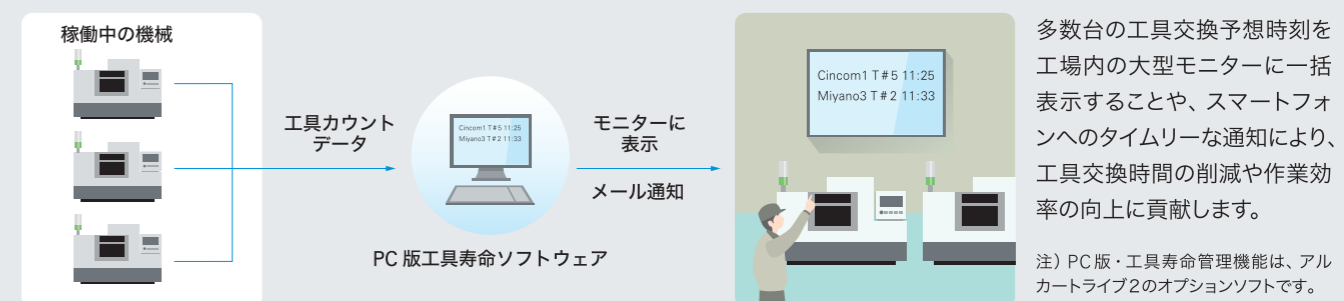 稼働中の機械
工具カウント
データ
Cincom1 T#5 11:25
Miyano3 T#2 11:33
PC 版工具寿命ソフトウェア
モニターに
表示
メール通知
Cincom1 T#5 11:25
Miyano3 T#2 11:33
多数台の工具交換予想時刻を
工場内の大型モニターに一括
表示することや、スマートフォ
ンへのタイムリーな通知により、
工具交換時間の削減や作業効
率の向上に貢献します。
注）PC版・工具寿命管理機能は、アル
カートライブ2のオプションソフトです。